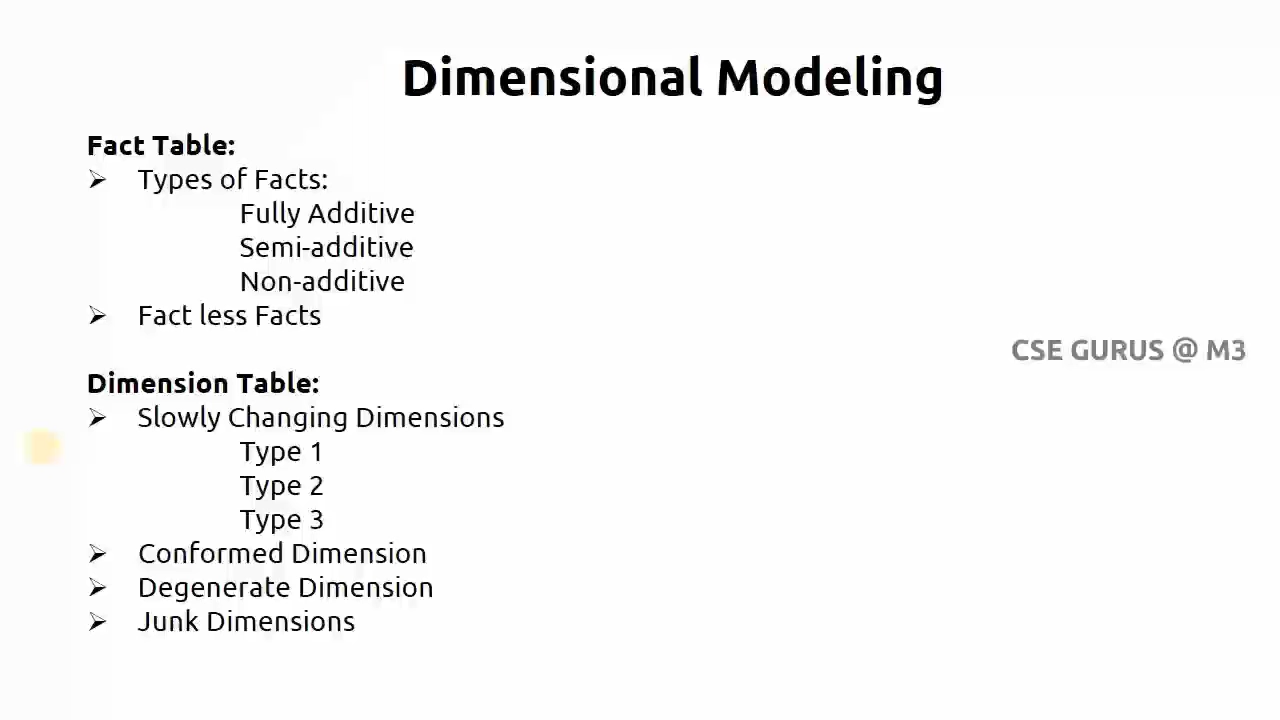 Dimensional Modeling
Fact Table:
➢ Types of Facts:
Fully Additive
Semi-additive
Non-additive
➢ Fact less Facts
CSE GURUS @ M3
Dimension Table:
➢ Slowly Changing Dimensions
Type 1
Type 2
Type 3
➢ Conformed Dimension
➢ Degenerate Dimension
➢ Junk Dimensions